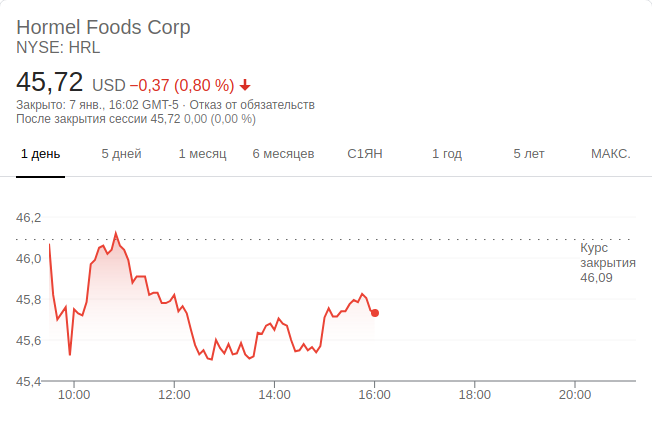 Hormel Foods Corp
NYSE: HRL
45,72 USD −0,37 (0,80 %)
Закрыто: 7 янв., 16:02 GMT-5 · Отказ от обязательств
После закрытия сессии 45,72 0,00 (0,00 %)
1 день 5 дней 1 месяц 6 месяцев С1ЯН 1 год 5 лет МАКС.
46,2
Курс
закрытия
46,09
46,0
45,8
45,6
45,4
10:00 12:00 14:00 16:00 18:00 20:00